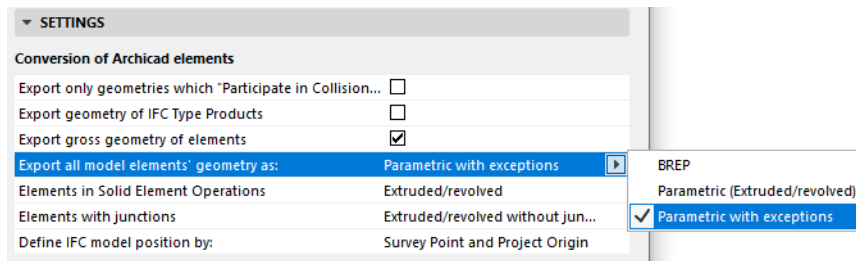 SETTINGS
Conversion of Archicad elements
Export only geometries which "Participate in Collision...
Export geometry of IFC Type Products
Export gross geometry of elements
Export all model elements' geometry as: Parametric with exceptions
BREP
Elements in Solid Element Operations Extruded/revolved
Parametric (Extruded/revolved)
Elements with junctions Extruded/revolved without jun...
Parametric with exceptions
Define IFC model position by: Survey Point and Project Origin